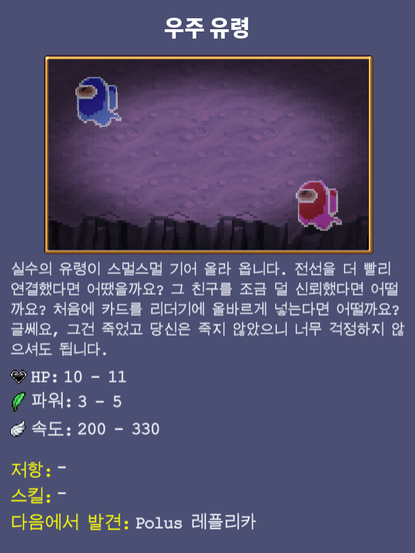 우주 유령
실수의 유령이 스멀스멀 기어 올라 옵니다. 전선을 더 빨리
연결했다면 어땠을까요? 그 친구를 조금 덜 신뢰했다면 어떨
까요? 처음에 카드를 리더기에 올바르게 넣는다면 어떨까요?
글쎄요, 그건 죽었고 당신은 죽지 않았으니 너무 걱정하지 않
으셔도 됩니다.
HP: 10 - 11
파워: 3 - 5
속도: 200 - 330
저항: -
스킬: -
다음에서 발견: Polus 레플리카